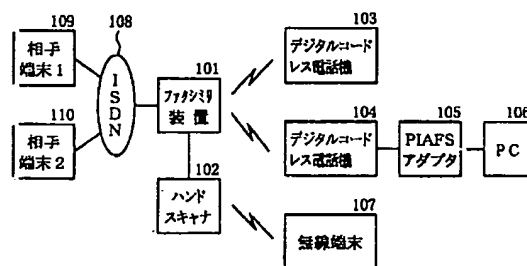 109
相手
端末1
108
ISDN
110
相手
端末2
101
ファクシミリ
装置
102
ハンド
スキャナ
103
デジタルコード
レス電話機
104
デジタルコード
レス電話機
105
PIAFS
アダプタ
106
PC
107
無線端末